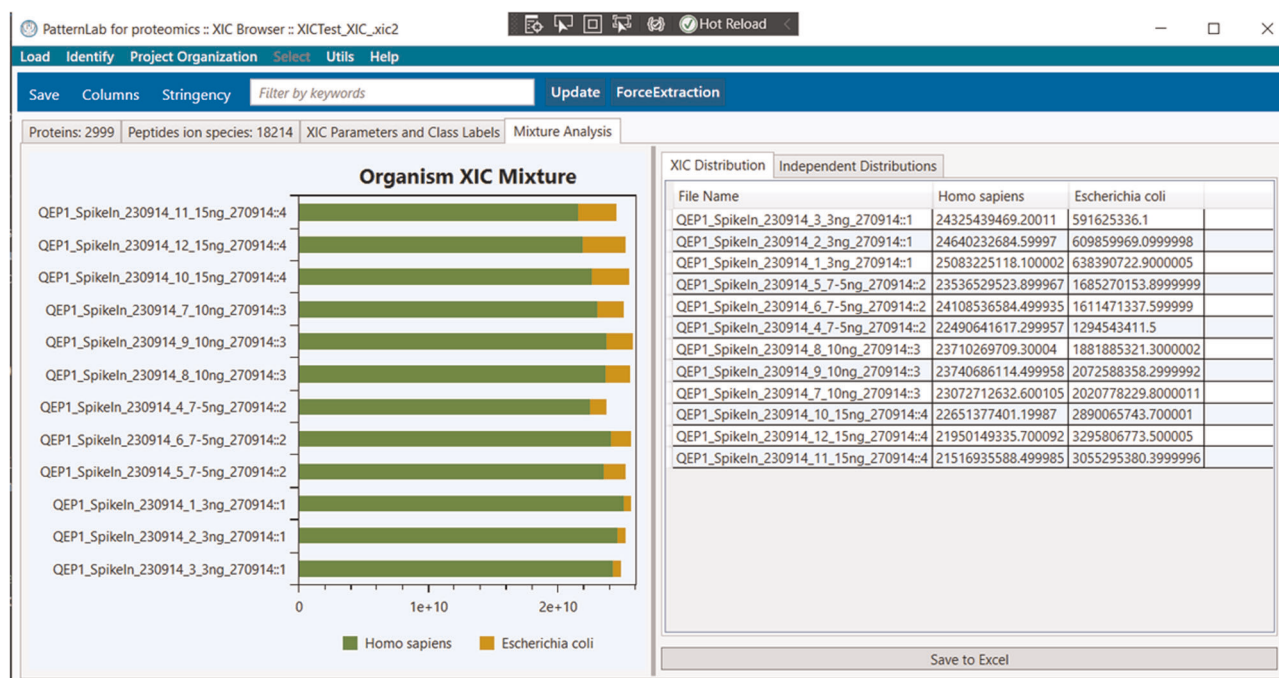 PatternLab for proteomics :: XIC Browser :: XICTest_XIC_.xic2
Hot Reload
Load Identify Project Organization Select Utils Help
Save Columns Stringency Filter by keywords Update ForceExtraction
Proteins: 2999 Peptides ion species: 18214 XIC Parameters and Class Labels Mixture Analysis
Organism XIC Mixture
QEP1_SpikeIn_230914_11_15ng_270914::4
QEP1_SpikeIn_230914_12_15ng_270914::4
QEP1_SpikeIn_230914_10_15ng_270914::4
QEP1_SpikeIn_230914_7_10ng_270914::3
QEP1_SpikeIn_230914_9_10ng_270914::3
QEP1_SpikeIn_230914_8_10ng_270914::3
QEP1_SpikeIn_230914_4_7-5ng_270914::2
QEP1_SpikeIn_230914_6_7-5ng_270914::2
QEP1_SpikeIn_230914_5_7-5ng_270914::2
QEP1_SpikeIn_230914_1_3ng_270914::1
QEP1_SpikeIn_230914_2_3ng_270914::1
QEP1_SpikeIn_230914_3_3ng_270914::1
0 1e+10 2e+10
Homo sapiens Escherichia coli
XIC Distribution Independent Distributions
File Name Homo sapiens Escherichia coli
QEP1_SpikeIn_230914_3_3ng_270914::1 24325439469.20011 591625336.1
QEP1_SpikeIn_230914_2_3ng_270914::1 24640232684.59997 609859969.0999998
QEP1_SpikeIn_230914_1_3ng_270914::1 25083225118.100002 638390722.9000005
QEP1_SpikeIn_230914_5_7-5ng_270914::2 23536529523.899967 1685270153.8999999
QEP1_SpikeIn_230914_6_7-5ng_270914::2 24108536584.499935 1611471337.599999
QEP1_SpikeIn_230914_4_7-5ng_270914::2 22490641617.299957 1294543411.5
QEP1_SpikeIn_230914_8_10ng_270914::3 23710269709.30004 1881885321.3000002
QEP1_SpikeIn_230914_9_10ng_270914::3 23740686114.499958 2072588358.2999992
QEP1_SpikeIn_230914_7_10ng_270914::3 23072712632.600105 2020778229.8000011
QEP1_SpikeIn_230914_10_15ng_270914::4 22651377401.19987 2890065743.700001
QEP1_SpikeIn_230914_12_15ng_270914::4 21950149335.700092 3295806773.500005
QEP1_SpikeIn_230914_11_15ng_270914::4 21516935588.499985 3055295380.3999996
Save to Excel